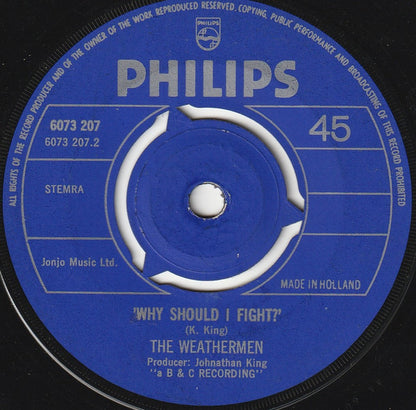 ALL RIGHTS OF THE RECORD PRODUCER AND OF THE OWNER OF THE WORK REPRODUCED RESERVED. COPYING, PUBLIC PERFORMANCE AND BROADCASTING OF THIS RECORD PROHIBITED
PHILIPS
PHILIPS
6073 207
6073 207.2
45
STEMRA
Jonjo Music Ltd.
MADE IN HOLLAND
'WHY SHOULD I FIGHT?'
(K. King)
THE WEATHERMEN
Producer: Johnathan King
"a B & C RECORDING"